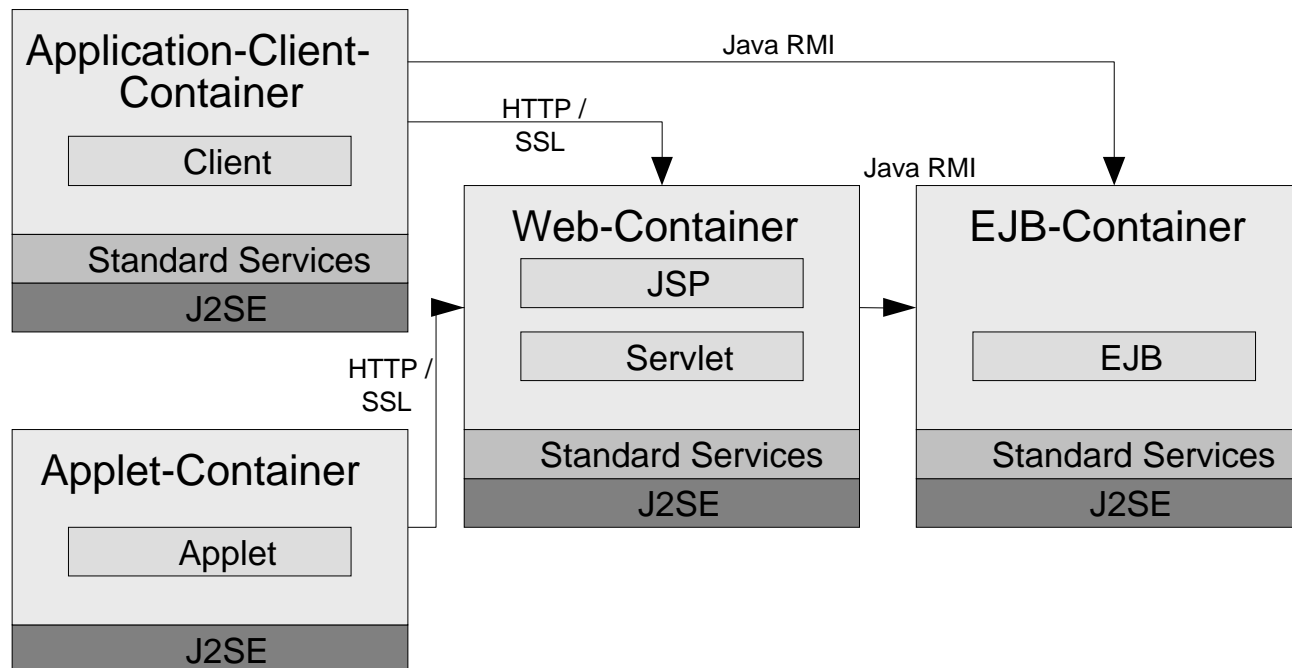 Application-Client-
Container
Client
Standard Services
J2SE
Java RMI
HTTP /
SSL
Java RMI
Web-Container
JSP
Servlet
Standard Services
J2SE
EJB-Container
EJB
Standard Services
J2SE
HTTP /
SSL
Applet-Container
Applet
J2SE